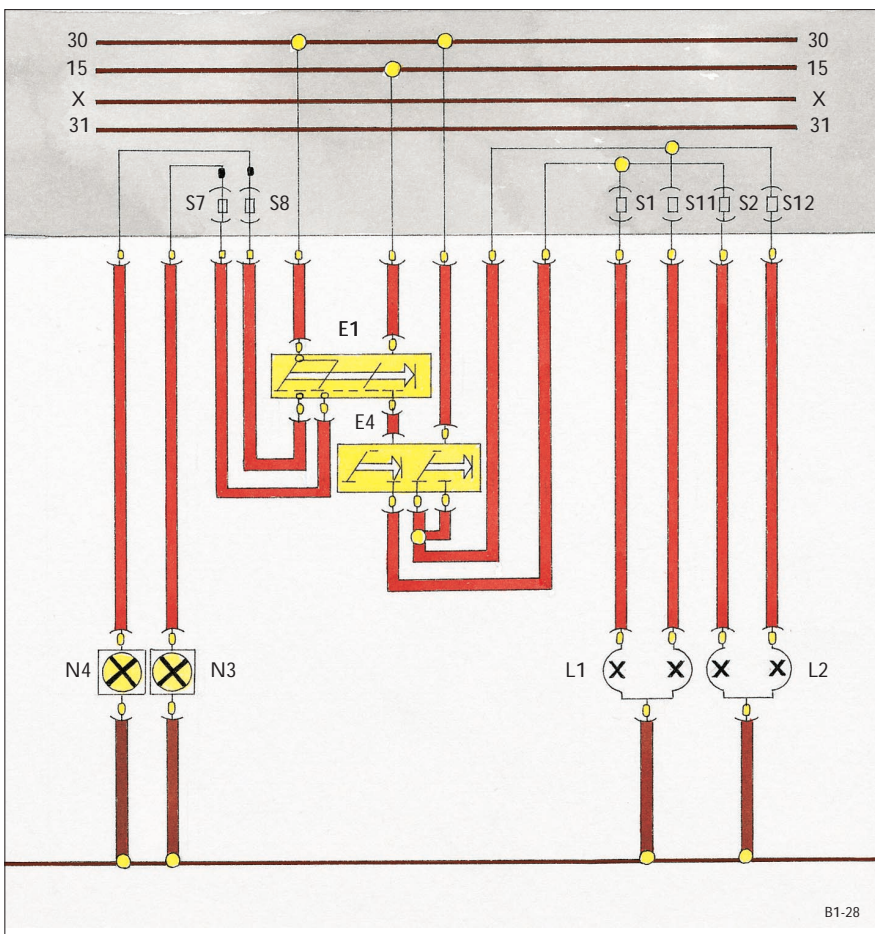 30 30
15 15
X X
31 31
S7 S8 S1 S11 S2 S12
E1
E4
N4 N3 L1 L2
B1-28